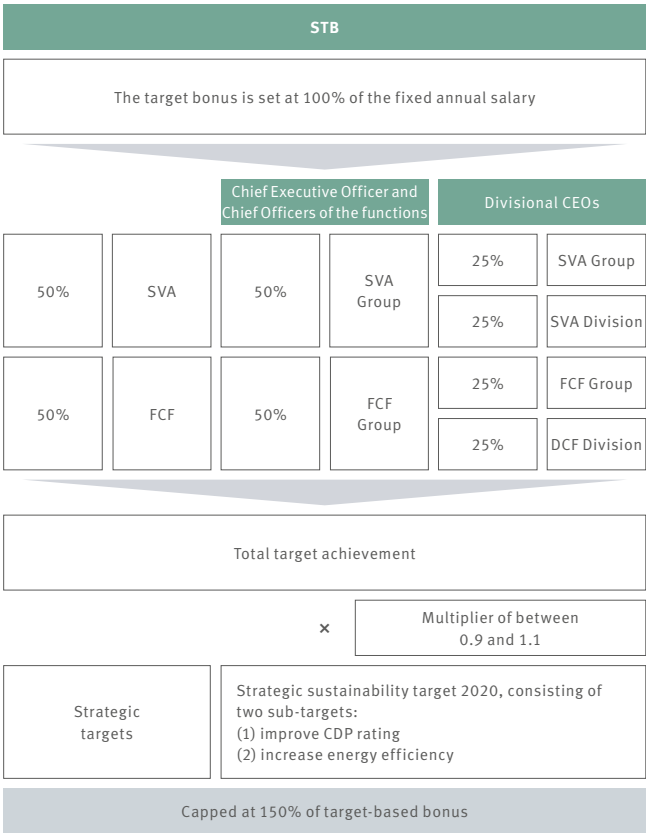 STB
The target bonus is set at 100% of the fixed annual salary
Chief Executive Officer and
Chief Officers of the functions
Divisional CEOs
50%
SVA
50%
SVA
Group
25%
SVA Group
25%
SVA Division
50%
FCF
50%
FCF
Group
25%
FCF Group
25%
DCF Division
Total target achievement
×
Multiplier of between
0.9 and 1.1
Strategic
targets
Strategic sustainability target 2020, consisting of
two sub-targets:
(1) improve CDP rating
(2) increase energy efficiency
Capped at 150% of target-based bonus